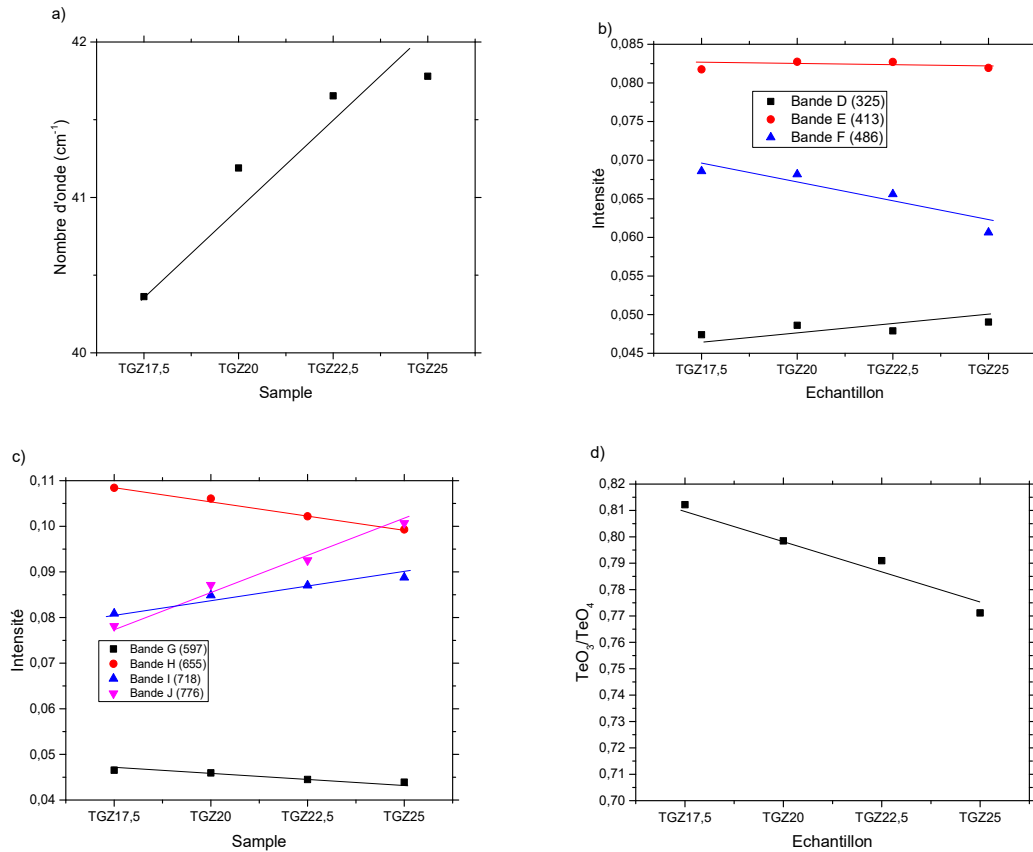 a)
42
41
40
Nombre d'onde (cm⁻¹)
TGZ17,5 TGZ20 TGZ22,5 TGZ25
Sample
b)
0,085
0,080
0,075
0,070
0,065
0,060
0,055
0,050
0,045
Intensité
Bande D (325)
Bande E (413)
Bande F (486)
TGZ17,5 TGZ20 TGZ22,5 TGZ25
Echantillon
c)
0,11
0,10
0,09
0,08
0,07
0,06
0,05
0,04
Intensité
Bande G (597)
Bande H (655)
Bande I (718)
Bande J (776)
TGZ17,5 TGZ20 TGZ22,5 TGZ25
Sample
d)
0,82
0,81
0,80
0,79
0,78
0,77
0,76
0,75
0,74
0,73
0,72
0,71
0,70
TeO₃/TeO₄
TGZ17,5 TGZ20 TGZ22,5 TGZ25
Echantillon